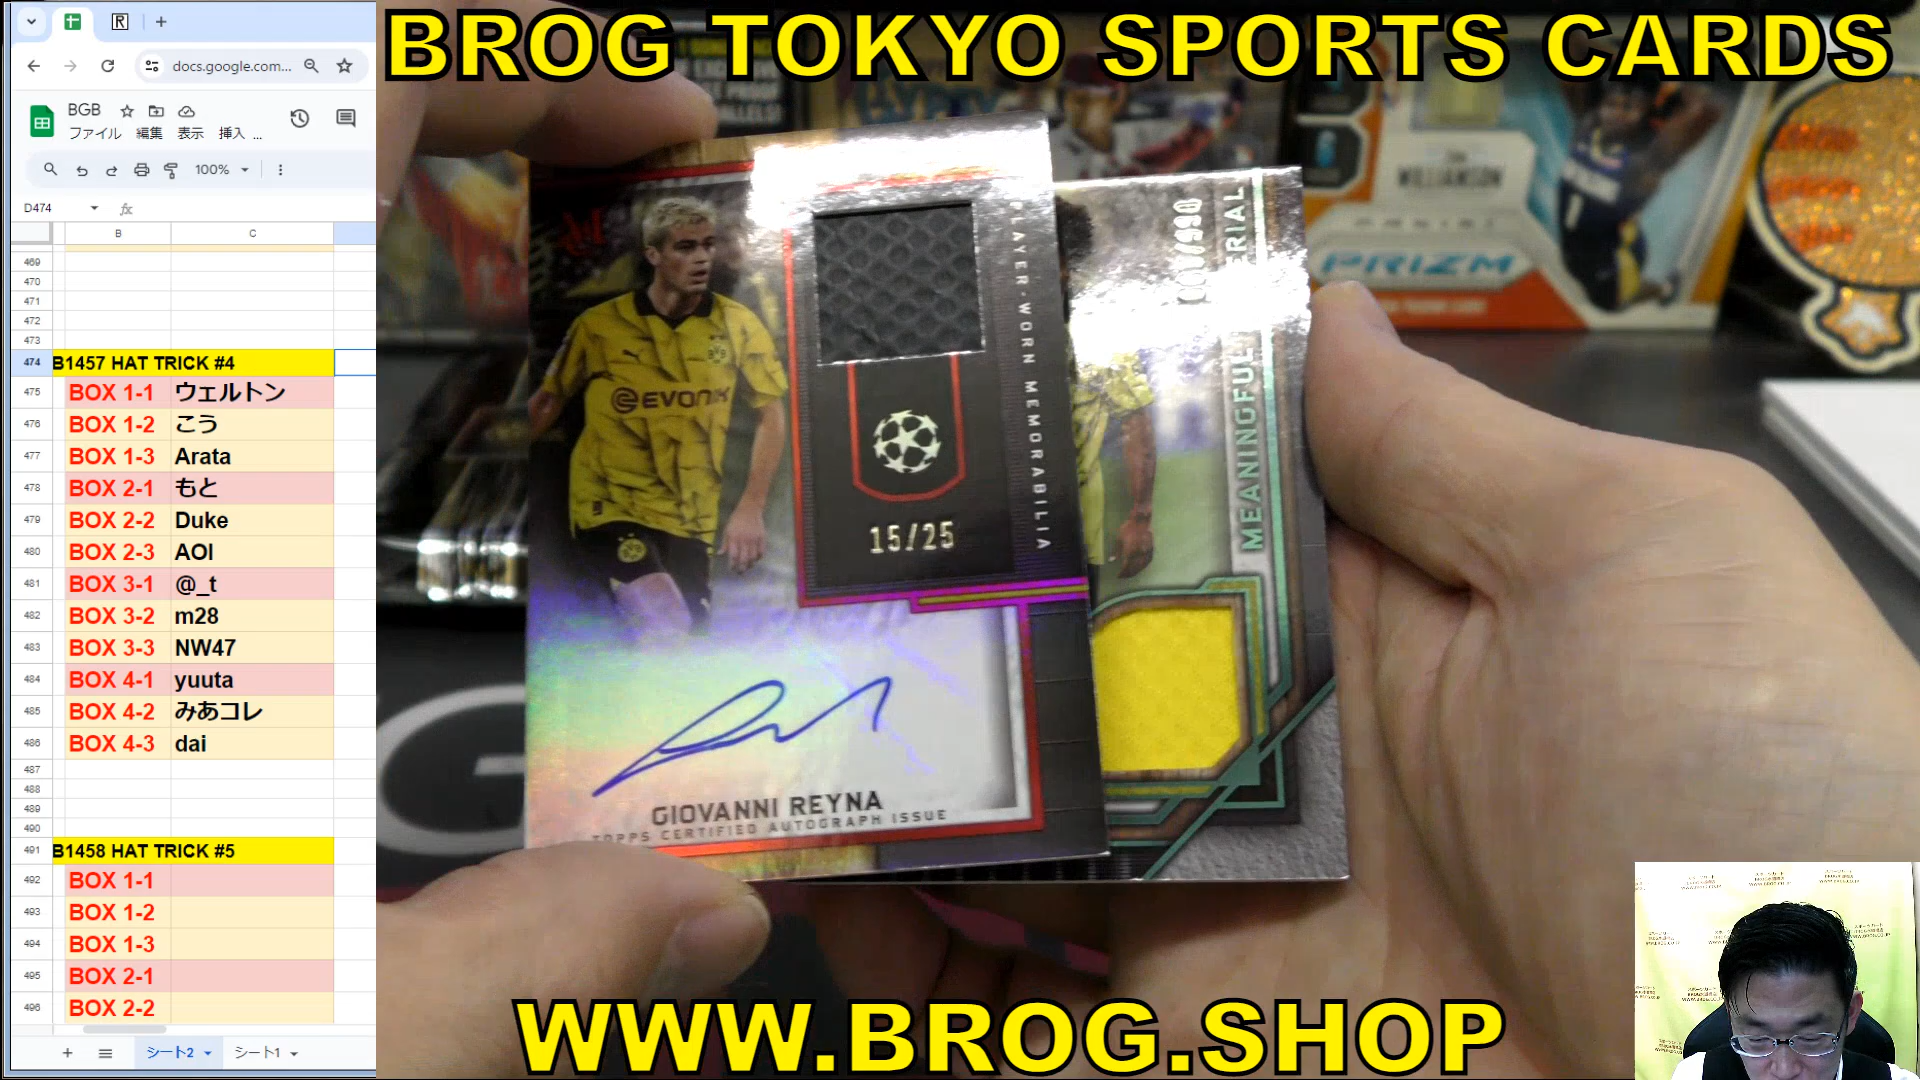 BROG TOKYO SPORTS CARDS
docs.google.com...
BGB
ファイル 編集 表示 挿入 ...
100%
D474
fx
B C
469
470
471
472
473
474 B1457 HAT TRICK #4
475 BOX 1-1 ウェルトン
476 BOX 1-2 こう
477 BOX 1-3 Arata
478 BOX 2-1 もと
479 BOX 2-2 Duke
480 BOX 2-3 AOI
481 BOX 3-1 @_t
482 BOX 3-2 m28
483 BOX 3-3 NW47
484 BOX 4-1 yuuta
485 BOX 4-2 みあコレ
486 BOX 4-3 dai
487
488
489
490
491 B1458 HAT TRICK #5
492 BOX 1-1
493 BOX 1-2
494 BOX 1-3
495 BOX 2-1
496 BOX 2-2
シート2 シート1
EVONIK
PLAYER-WORN MEMORABILIA
15/25
GIOVANNI REYNA
TOPPS CERTIFIED AUTOGRAPH ISSUE
MEANINGFUL
WILLIAMSON
PANINI
PRIZM
WWW.BROG.SHOP